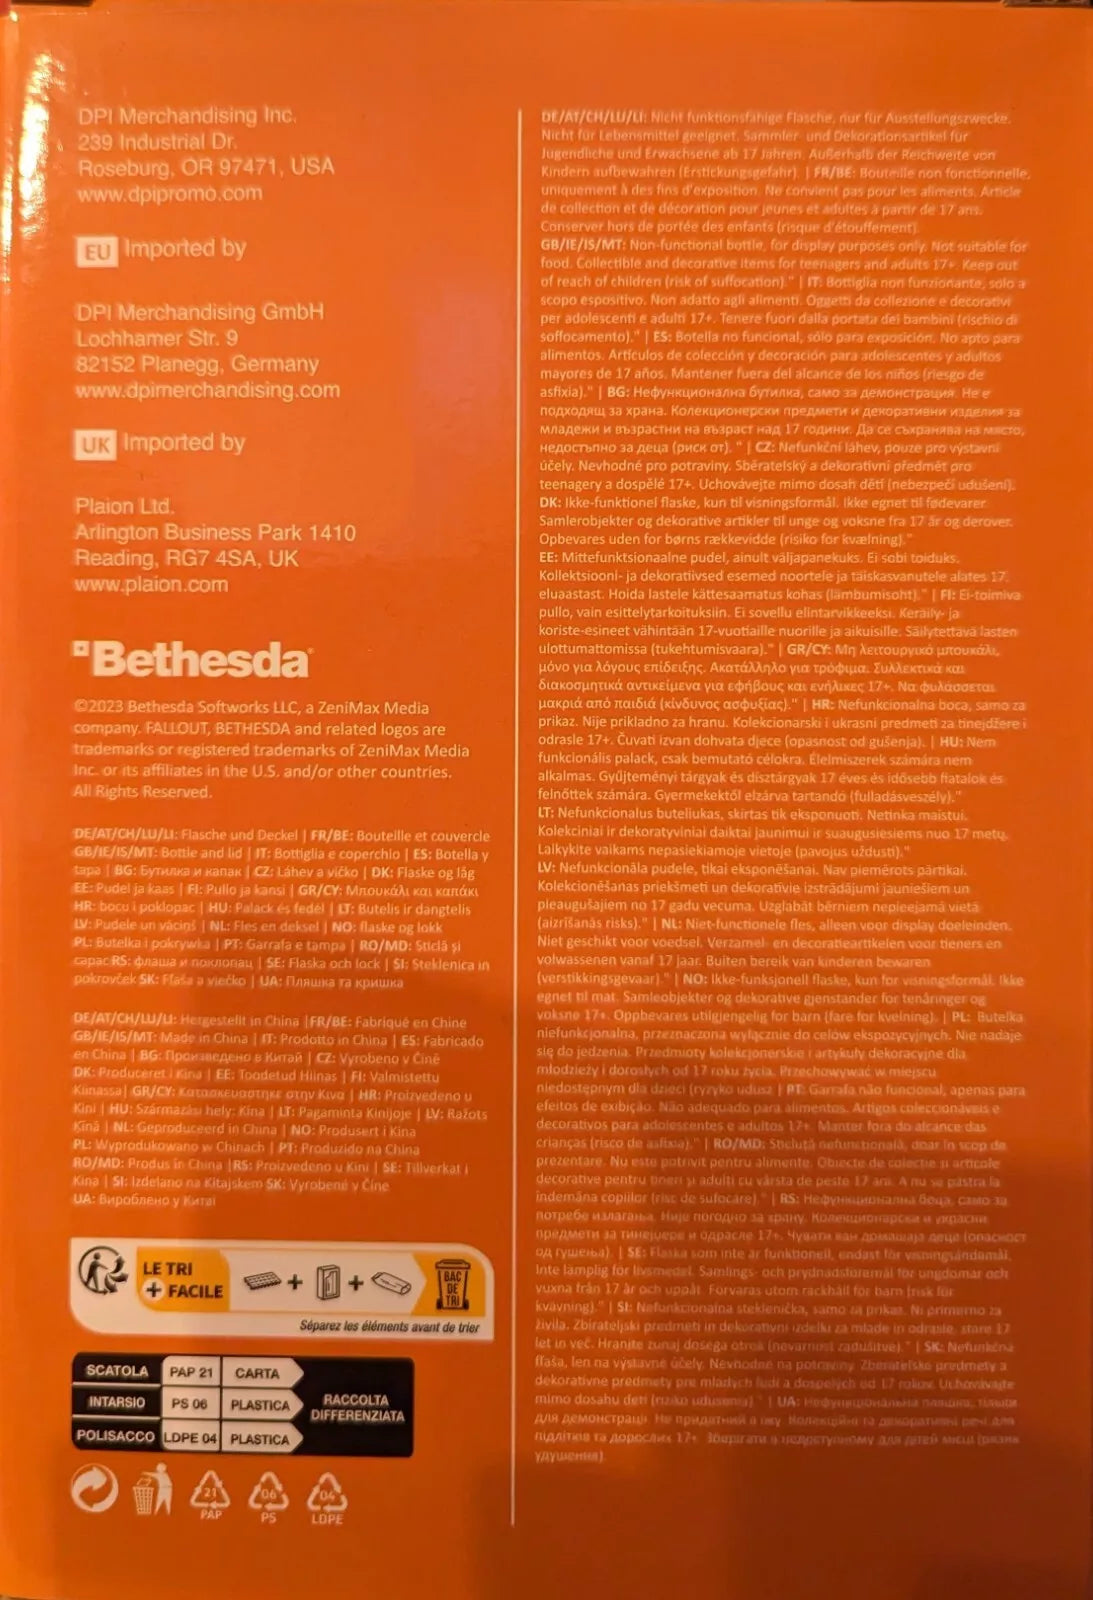 DPI Merchandising Inc.
239 Industrial Dr.
Roseburg, OR 97471, USA
www.dpipromo.com
EU Imported by
DPI Merchandising GmbH
Lochhamer Str. 9
82152 Planegg, Germany
www.dpimerchandising.com
UK Imported by
Plaion Ltd.
Arlington Business Park 1410
Reading, RG7 4SA, UK
www.plaion.com
Bethesda
©2023 Bethesda Softworks LLC, a ZeniMax Media
company. FALLOUT, BETHESDA and related logos are
trademarks or registered trademarks of ZeniMax Media
Inc. or its affiliates in the U.S. and/or other countries.
All Rights Reserved.
DE/AT/CH/LU/LI: Flasche und Deckel | FR/BE: Bouteille et couvercle
GB/IE/IS/MT: Bottle and lid | IT: Bottiglia e coperchio | ES: Botella y
tapa | BG: Бутилка и капак | CZ: Láhev a víčko | DK: Flaske og låg
EE: Pudel ja kaas | FI: Pullo ja kansi | GR/CY: Μπουκάλι και καπάκι
HR: bocu i poklopac | HU: Palack és fedél | LT: Butelis ir dangtelis
LV: Pudele un vāciņš | NL: Fles en deksel | NO: flaske og lokk
PL: Butelka i pokrywka | PT: Garrafa e tampa | RO/MD: Sticlă și
capac RS: флаша и поклопац | SE: Flaska och lock | SI: Steklenica in
pokrovček SK: Fľaša a viečko | UA: Пляшка та кришка
DE/AT/CH/LU/LI: Hergestellt in China |FR/BE: Fabriqué en Chine
GB/IE/IS/MT: Made in China | IT: Prodotto in China | ES: Fabricado
en China | BG: Произведено в Китай | CZ: Vyrobeno v Číně
DK: Produceret i Kina | EE: Toodetud Hiinas | FI: Valmistettu
Kiinassa| GR/CY: Κατασκευάστηκε στην Κίνα | HR: Proizvedeno u
Kini | HU: Származási hely: Kína | LT: Pagaminta Kinijoje | LV: Ražots
Ķīnā | NL: Geproduceerd in China | NO: Produsert i Kina
PL: Wyprodukowano w Chinach | PT: Produzido na China
RO/MD: Produs în China |RS: Proizvedeno u Kini | SE: Tillverkat i
Kina | SI: Izdelano na Kitajskem SK: Vyrobené v Číne
UA: Вироблено у Китаї
LE TRI
+ FACILE
+ +
BAC
DE
TRI
Séparez les éléments avant de trier
SCATOLA PAP 21 CARTA
INTARSIO PS 06 PLASTICA
POLISACCO LDPE 04 PLASTICA
RACCOLTA
DIFFERENZIATA
21
PAP
06
PS
04
LDPE
DE/AT/CH/LU/LI: Nicht funktionsfähige Flasche, nur für Ausstellungszwecke.
Nicht für Lebensmittel geeignet. Sammler- und Dekorationsartikel für
Jugendliche und Erwachsene ab 17 Jahren. Außerhalb der Reichweite von
Kindern aufbewahren (Erstickungsgefahr). | FR/BE: Bouteille non fonctionnelle,
uniquement à des fins d'exposition. Ne convient pas pour les aliments. Article
de collection et de décoration pour jeunes et adultes à partir de 17 ans.
Conserver hors de portée des enfants (risque d'étouffement).
GB/IE/IS/MT: Non-functional bottle, for display purposes only. Not suitable for
food. Collectible and decorative items for teenagers and adults 17+. Keep out
of reach of children (risk of suffocation)." | IT: Bottiglia non funzionante, solo a
scopo espositivo. Non adatto agli alimenti. Oggetti da collezione e decorativi
per adolescenti e adulti 17+. Tenere fuori dalla portata dei bambini (rischio di
soffocamento)." | ES: Botella no funcional, sólo para exposición. No apto para
alimentos. Artículos de colección y decoración para adolescentes y adultos
mayores de 17 años. Mantener fuera del alcance de los niños (riesgo de
asfixia)." | BG: Нефункционална бутилка, само за демонстрация. Не е
подходящ за храна. Колекционерски предмети и декоративни изделия за
младежи и възрастни на възраст над 17 години. Да се съхранява на място,
недостъпно за деца (риск от). " | CZ: Nefunkční láhev, pouze pro výstavní
účely. Nevhodné pro potraviny. Sběratelský a dekorativní předmět pro
teenagery a dospělé 17+. Uchovávejte mimo dosah dětí (nebezpečí udušení).
DK: Ikke-funktionel flaske, kun til visningsformål. Ikke egnet til fødevarer.
Samlerobjekter og dekorative artikler til unge og voksne fra 17 år og derover.
Opbevares uden for børns rækkevidde (risiko for kvælning)."
EE: Mittefunktsionaalne pudel, ainult väljapanekuks. Ei sobi toiduks.
Kollektsiooni- ja dekoratiivsed esemed noortele ja täiskasvanutele alates 17.
eluaastast. Hoida lastele kättesaamatus kohas (lämbumisoht)." | FI: Ei-toimiva
pullo, vain esittelytarkoituksiin. Ei sovellu elintarvikkeeksi. Keräily- ja
koriste-esineet vähintään 17-vuotiaille nuorille ja aikuisille. Säilytettävä lasten
ulottumattomissa (tukehtumisvaara)." | GR/CY: Μη λειτουργικό μπουκάλι,
μόνο για λόγους επίδειξης. Ακατάλληλο για τρόφιμα. Συλλεκτικά και
διακοσμητικά αντικείμενα για εφήβους και ενήλικες 17+. Να φυλάσσεται
μακριά από παιδιά (κίνδυνος ασφυξίας)." | HR: Nefunkcionalna boca, samo za
prikaz. Nije prikladno za hranu. Kolekcionarski i ukrasni predmeti za tinejdžere i
odrasle 17+. Čuvati izvan dohvata djece (opasnost od gušenja). | HU: Nem
funkcionális palack, csak bemutató célokra. Élelmiszerek számára nem
alkalmas. Gyűjteményi tárgyak és dísztárgyak 17 éves és idősebb fiatalok és
felnőttek számára. Gyermekektől elzárva tartandó (fulladásveszély)."
LT: Nefunkcionalus buteliukas, skirtas tik eksponuoti. Netinka maistui.
Kolekciniai ir dekoratyviniai daiktai jaunimui ir suaugusiesiems nuo 17 metų.
Laikykite vaikams nepasiekiamoje vietoje (pavojus uždusti)."
LV: Nefunkcionāla pudele, tikai eksponēšanai. Nav piemērots pārtikai.
Kolekcionēšanas priekšmeti un dekoratīvie izstrādājumi jauniešiem un
pieaugušajiem no 17 gadu vecuma. Uzglabāt bērniem nepieejamā vietā
(aizrīšanās risks)." | NL: Niet-functionele fles, alleen voor display doeleinden.
Niet geschikt voor voedsel. Verzamel- en decoratieartikelen voor tieners en
volwassenen vanaf 17 jaar. Buiten bereik van kinderen bewaren
(verstikkingsgevaar)." | NO: Ikke-funksjonell flaske, kun for visningsformål. Ikke
egnet til mat. Samleobjekter og dekorative gjenstander for tenåringer og
voksne 17+. Oppbevares utilgjengelig for barn (fare for kvelning). | PL: Butelka
niefunkcjonalna, przeznaczona wyłącznie do celów ekspozycyjnych. Nie nadaje
się do jedzenia. Przedmioty kolekcjonerskie i artykuły dekoracyjne dla
młodzieży i dorosłych od 17 roku życia. Przechowywać w miejscu
niedostępnym dla dzieci (ryzyko udusz | PT: Garrafa não funcional, apenas para
efeitos de exibição. Não adequado para alimentos. Artigos coleccionáveis e
decorativos para adolescentes e adultos 17+. Manter fora do alcance das
crianças (risco de asfixia)." | RO/MD: Sticluță nefuncțională, doar în scop de
prezentare. Nu este potrivit pentru alimente. Obiecte de colecție și articole
decorative pentru tineri și adulți cu vârsta de peste 17 ani. A nu se păstra la
îndemâna copiilor (risc de sufocare)." | RS: Нефункционална боца, само за
потребе излагања. Није погодно за храну. Колекционарски и украсни
предмети за тинејџере и одрасле 17+. Чувати ван домашаја деце (опасност
од гушења). | SE: Flaska som inte är funktionell, endast för visningsändamål.
Inte lämplig för livsmedel. Samlings- och prydnadsföremål för ungdomar och
vuxna från 17 år och uppåt. Förvaras utom räckhåll för barn (risk för
kvävning)." | SI: Nefunkcionalna steklenička, samo za prikaz. Ni primerno za
živila. Zbirateljski predmeti in dekorativni izdelki za mlade in odrasle, stare 17
let in več. Hranite zunaj dosega otrok (nevarnost zadušitve)." | SK: Nefunkčná
fľaša, len na výstavné účely. Nevhodné na potraviny. Zberateľské predmety a
dekoratívne predmety pre mladých ľudí a dospelých od 17 rokov. Uchovávajte
mimo dosahu detí (riziko udusenia)." | UA: Нефункціональна пляшка, тільки
для демонстрації. Не придатний в їжу. Колекційні та декоративні речі для
підлітків та дорослих 17+. Зберігати в недоступному для дітей місці (ризик
удушення).